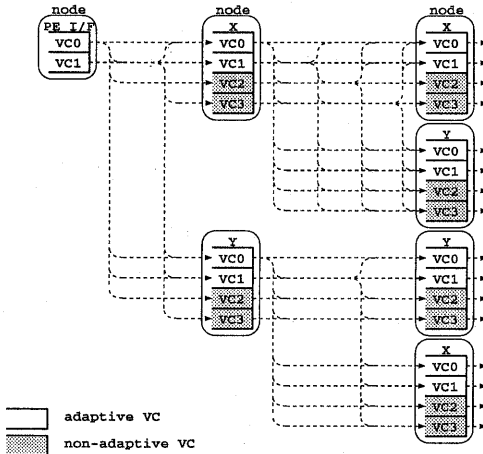 node
node
node
PE I/F
VC0
VC1
X
VC0
VC1
VC2
VC3
X
VC0
VC1
VC2
VC3
Y
VC0
VC1
VC2
VC3
Y
VC0
VC1
VC2
VC3
Y
VC0
VC1
VC2
VC3
X
VC0
VC1
VC2
VC3
adaptive VC
non-adaptive VC